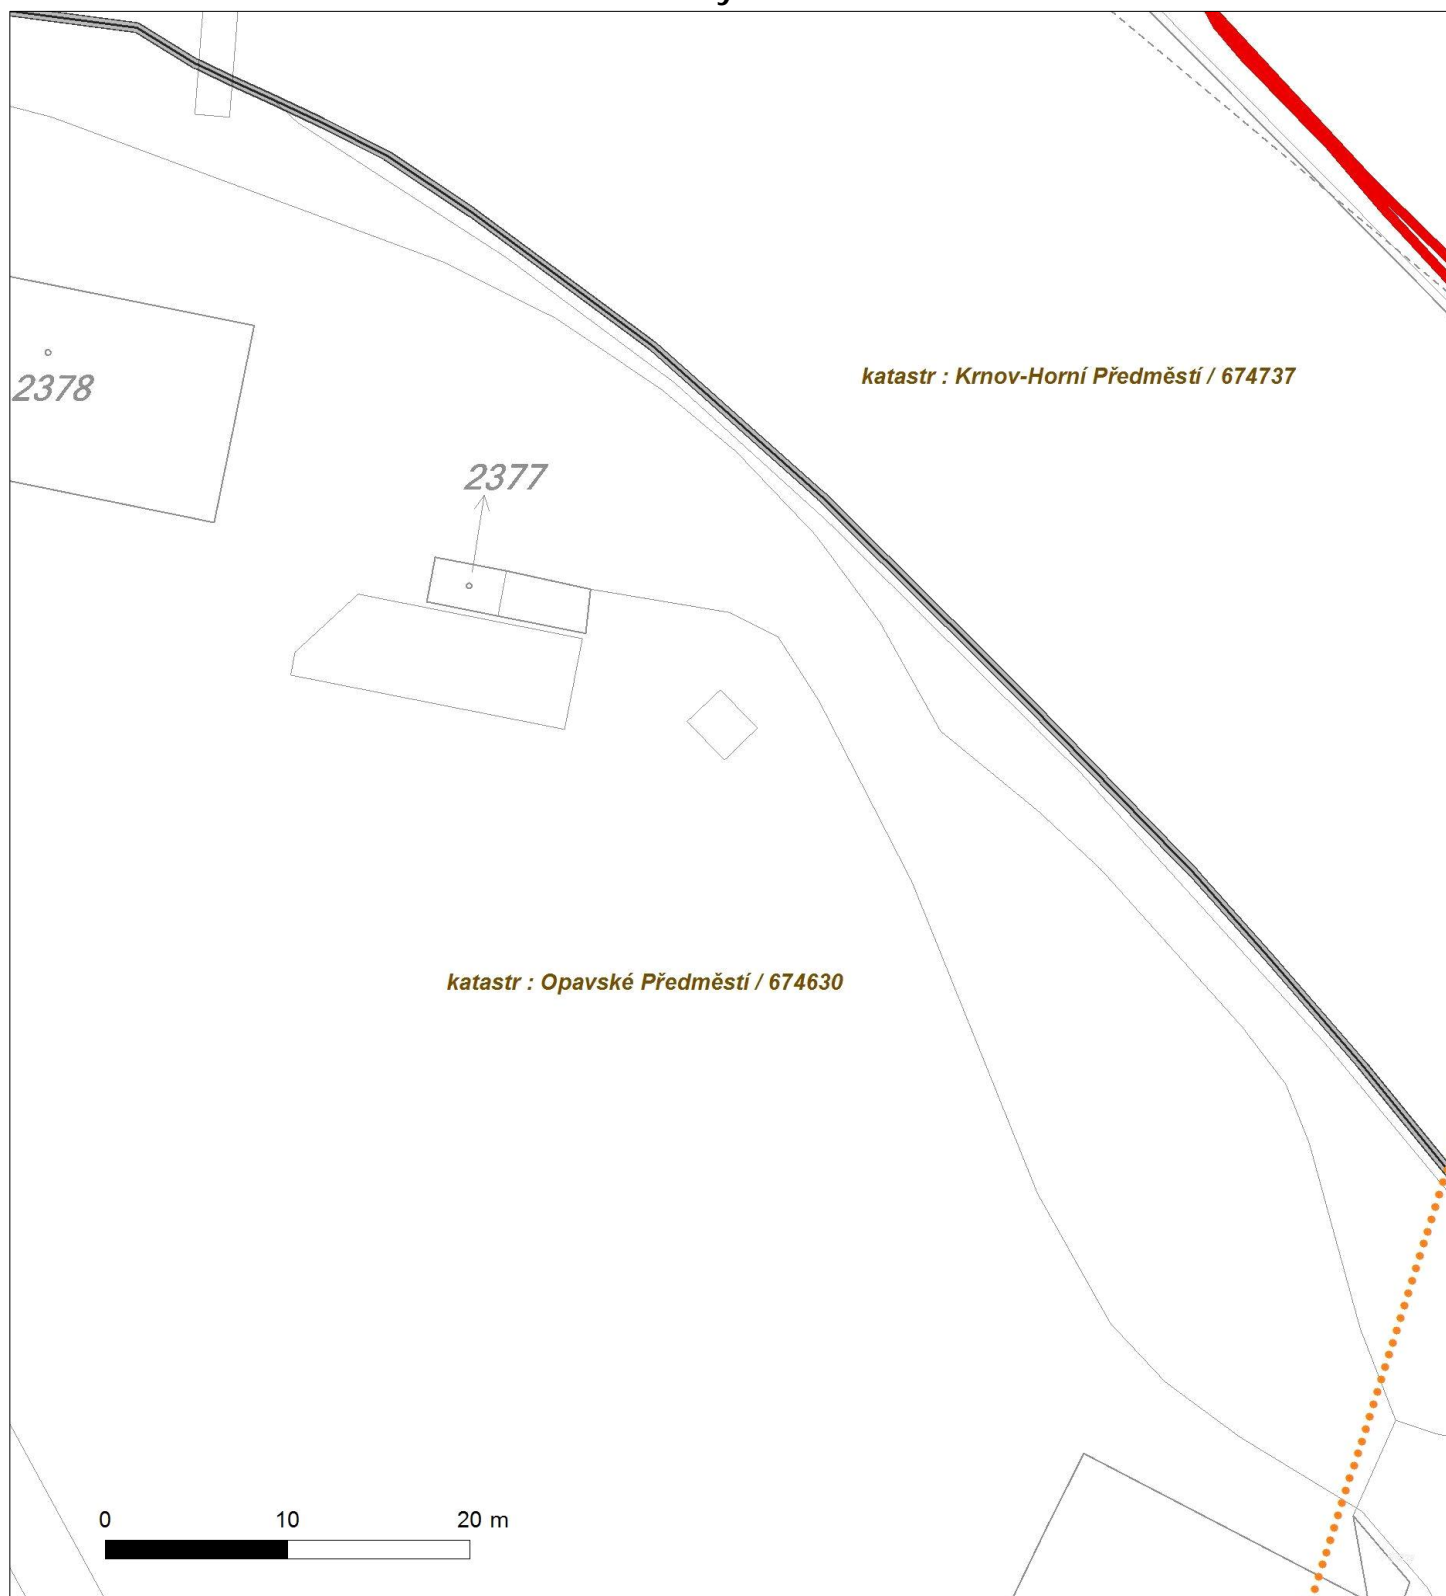 katastr : Krnov-Horní Předměstí / 674737
2378
2377
katastr : Opavské Předměstí / 674630
0 10 20 m